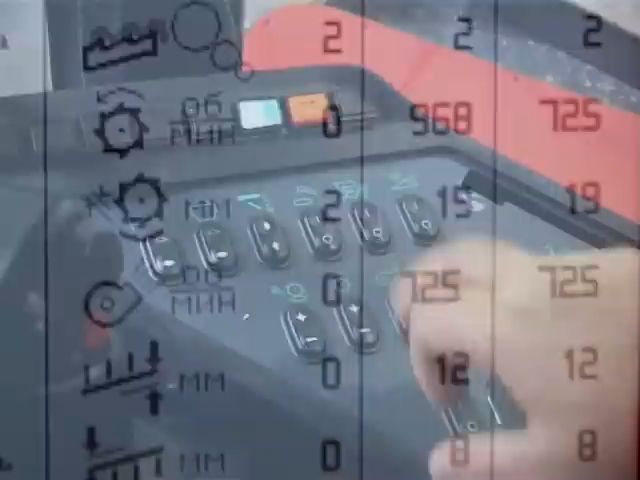 2 2 2
об/мин 0 968 725
мм 2 15 19
об/мин 0 725 725
мм 0 12 12
мм 0 8 8